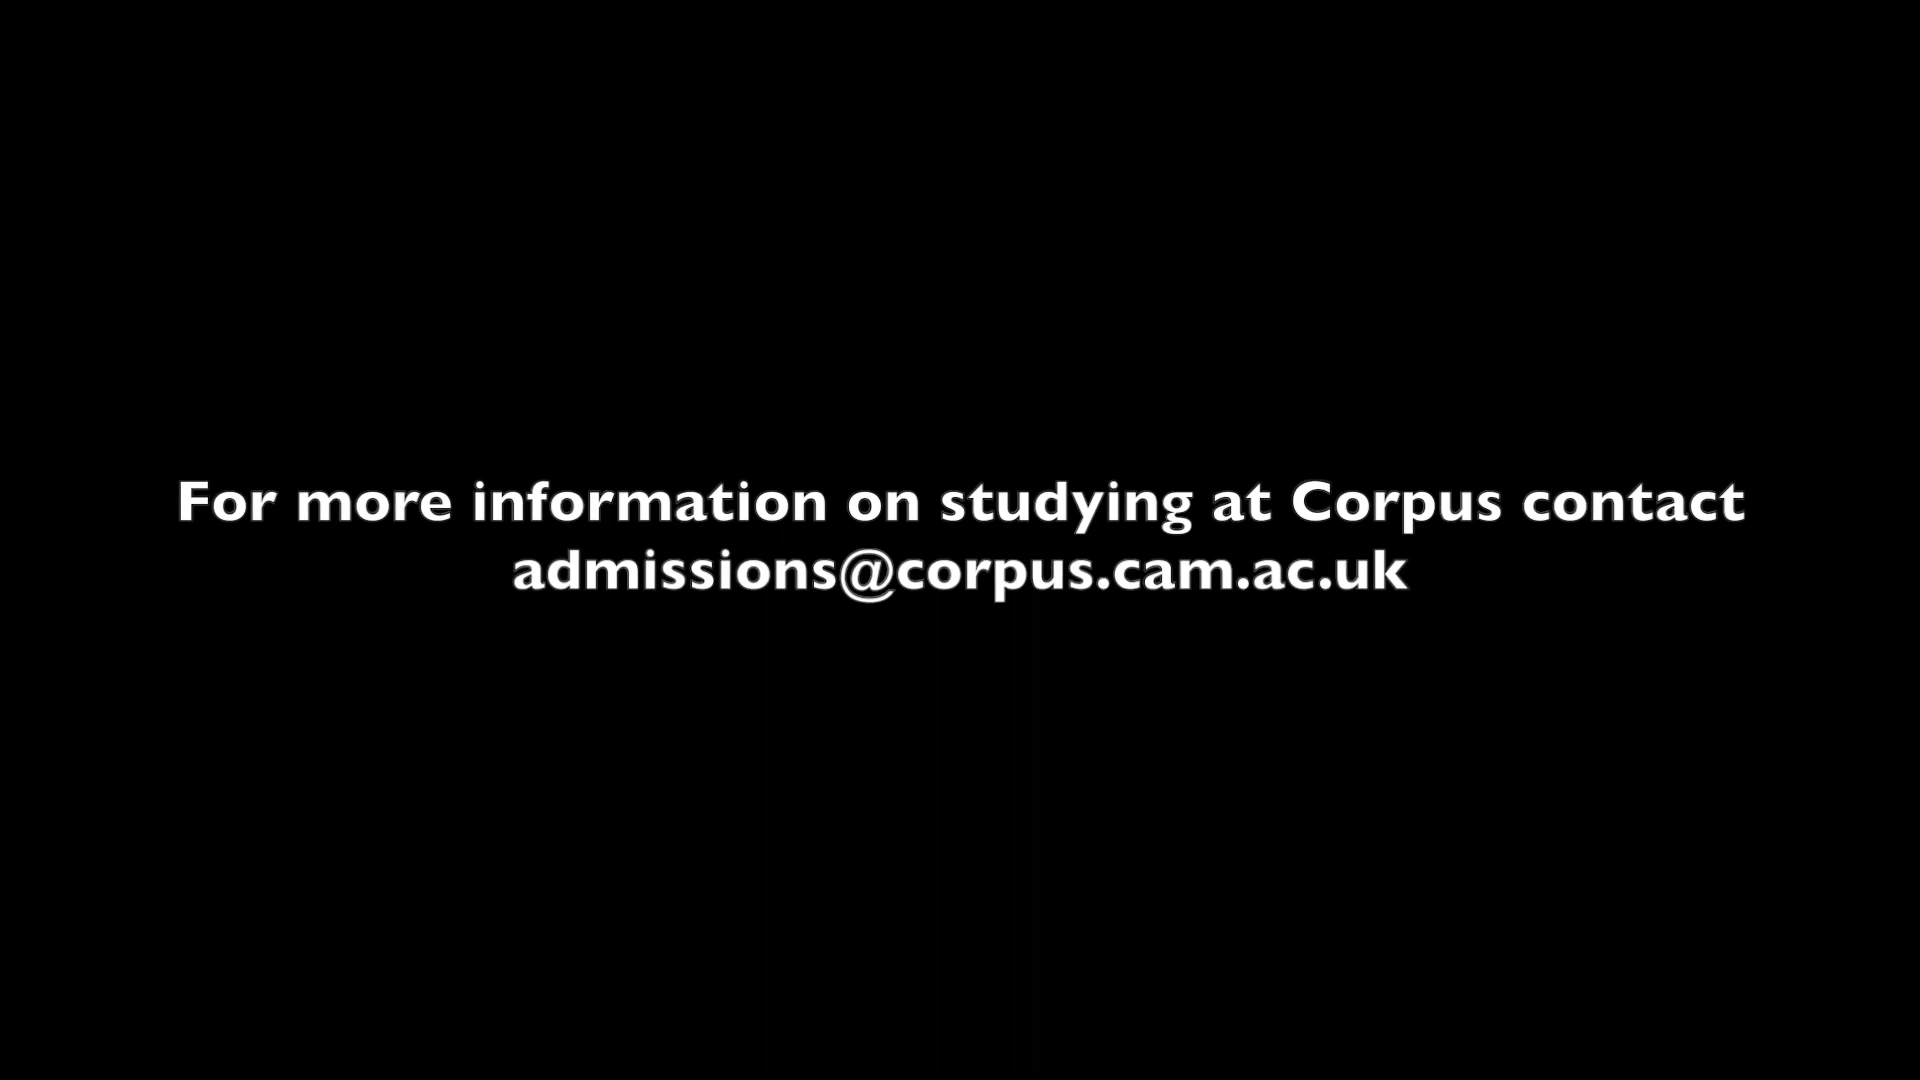 For more information on studying at Corpus contact
admissions@corpus.cam.ac.uk